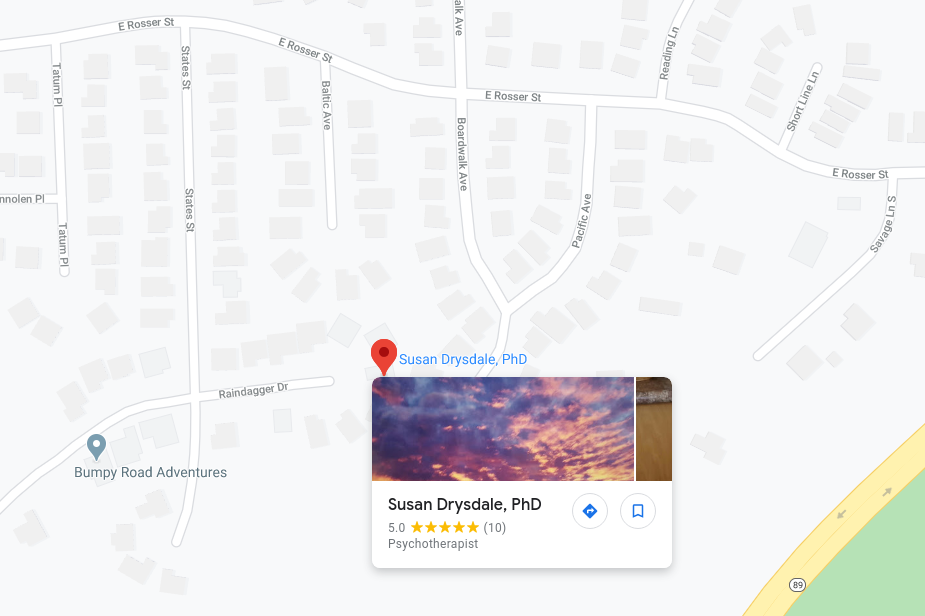 E Rosser St
alk Ave
E Rosser St
States St
Reading Ln
Tatum Pl
Baltic Ave
E Rosser St
Short Line Ln
Boardwalk Ave
E Rosser St
nnolen Pl
States St
Pacific Ave
Savage Ln S
Tatum Pl
Susan Drysdale, PhD
Raindagger Dr
Bumpy Road Adventures
Susan Drysdale, PhD
5.0 ★★★★★ (10)
Psychotherapist
89